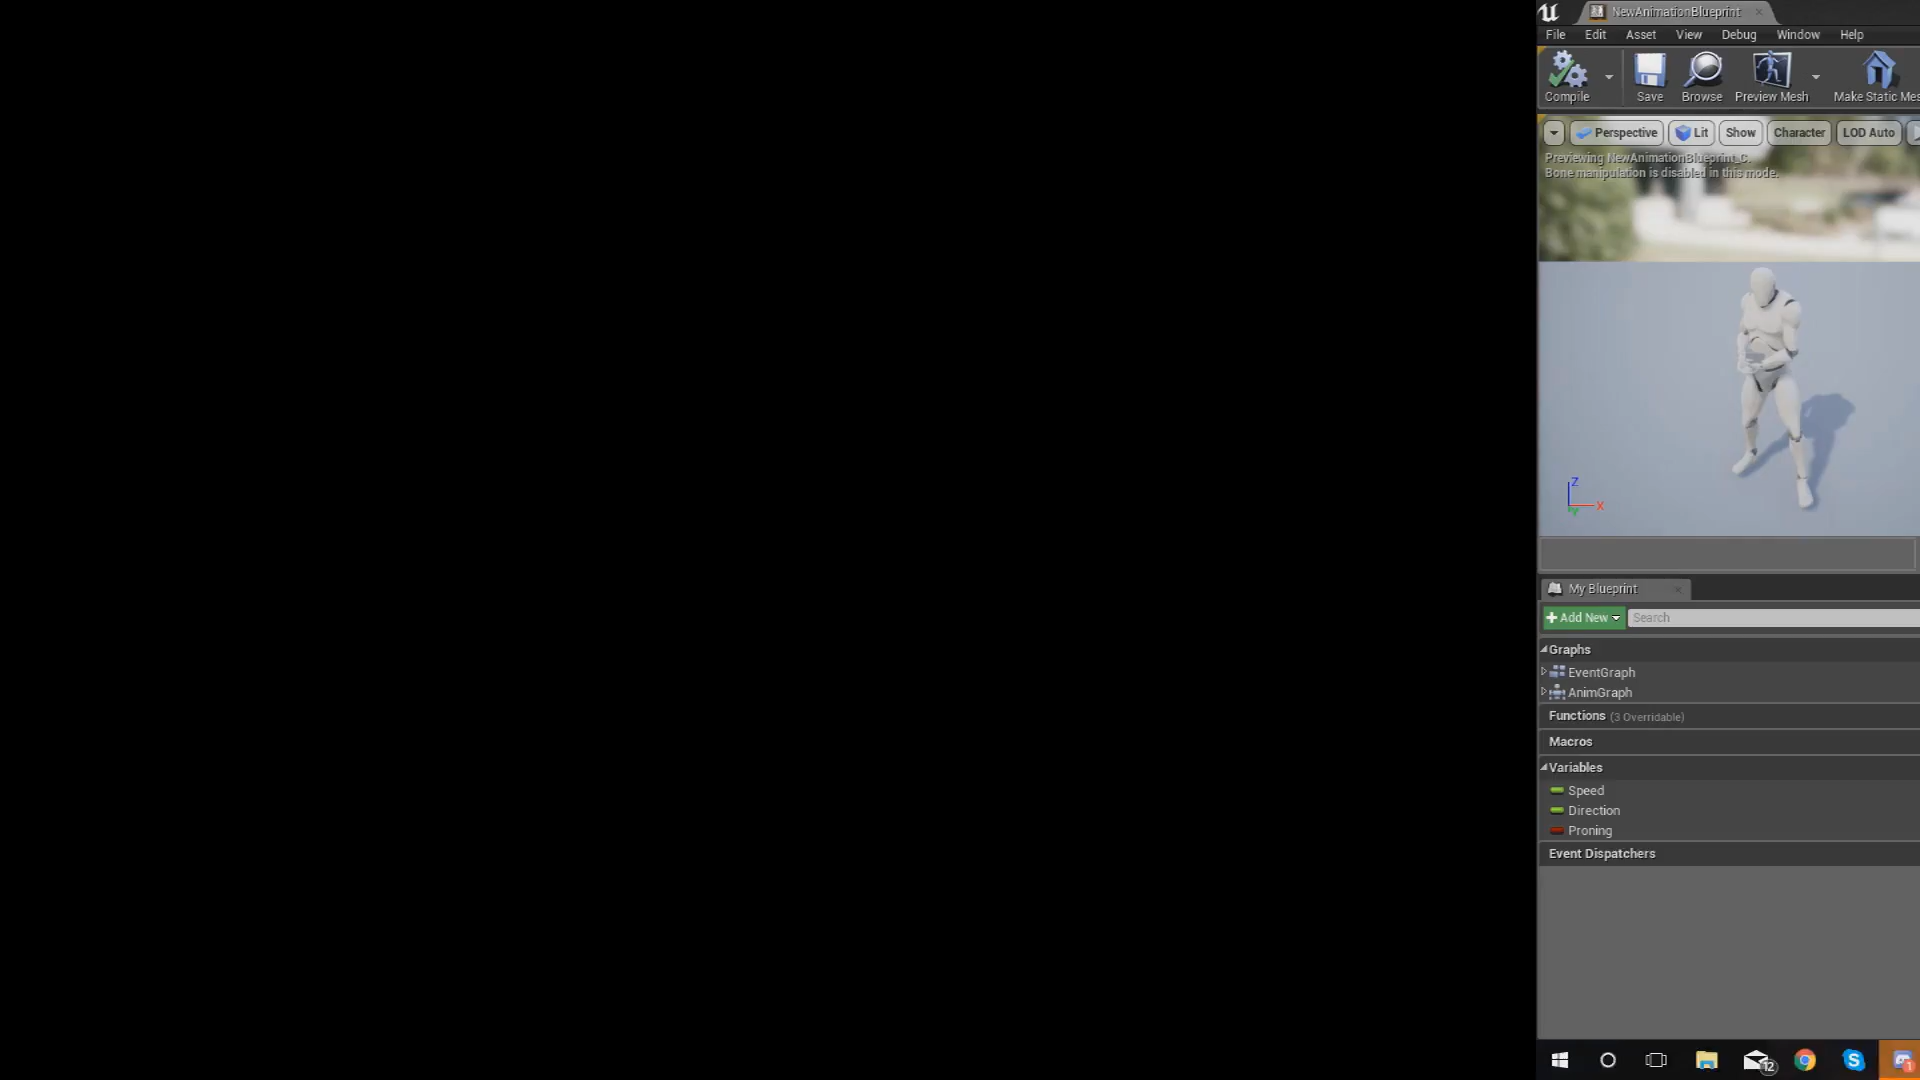 NewAnimationBlueprint
File Edit Asset View Debug Window Help
Compile Save Browse Preview Mesh Make Static Mes
Perspective Lit Show Character LOD Auto
Previewing NewAnimationBlueprint_C.
Bone manipulation is disabled in this mode.
Z
X
Y
My Blueprint
Add New Search
Graphs
EventGraph
AnimGraph
Functions (3 Overridable)
Macros
Variables
Speed
Direction
Proning
Event Dispatchers
12
1